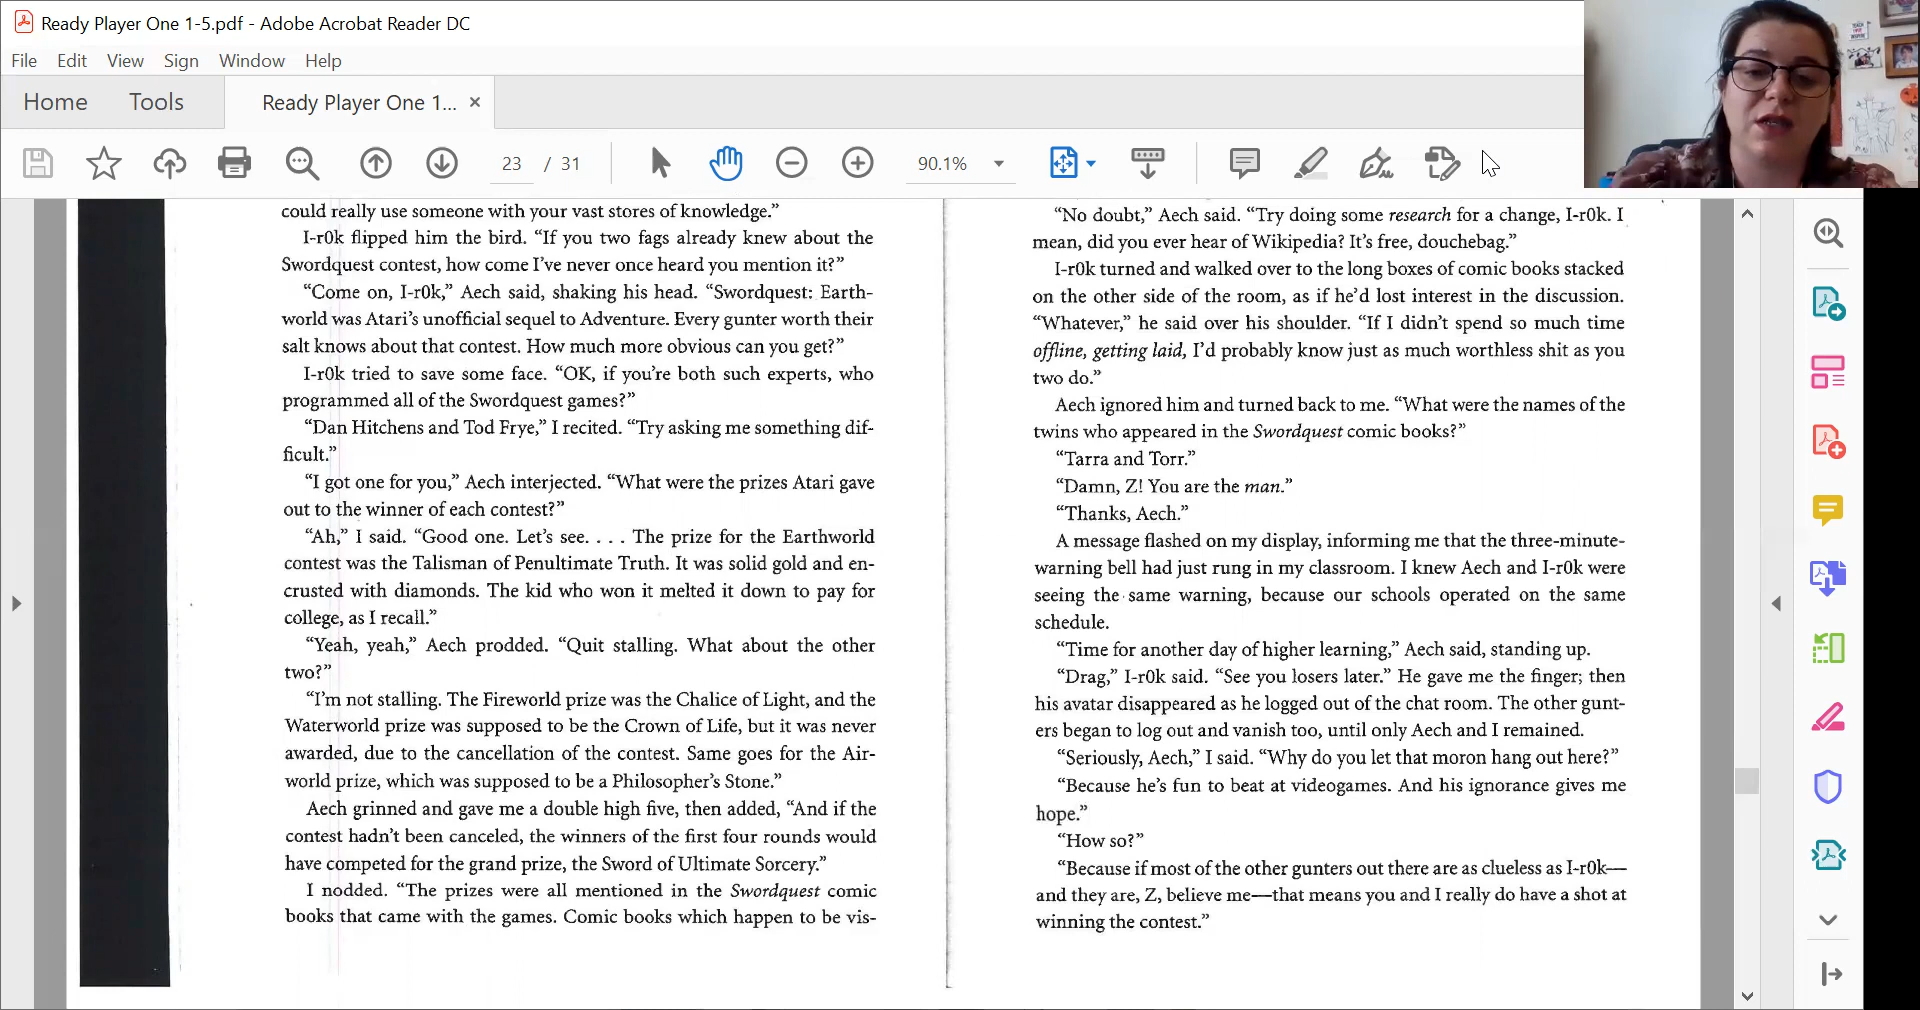 Ready Player One 1-5.pdf - Adobe Acrobat Reader DC
File Edit View Sign Window Help
Home Tools Ready Player One 1... ×
23 / 31 90.1%
could really use someone with your vast stores of knowledge.”
I-r0k flipped him the bird. “If you two fags already knew about the
Swordquest contest, how come I’ve never once heard you mention it?”
“Come on, I-r0k,” Aech said, shaking his head. “Swordquest: Earth-
world was Atari’s unofficial sequel to Adventure. Every gunter worth their
salt knows about that contest. How much more obvious can you get?”
I-r0k tried to save some face. “OK, if you’re both such experts, who
programmed all of the Swordquest games?”
“Dan Hitchens and Tod Frye,” I recited. “Try asking me something dif-
ficult.”
“I got one for you,” Aech interjected. “What were the prizes Atari gave
out to the winner of each contest?”
“Ah,” I said. “Good one. Let’s see. . . . The prize for the Earthworld
contest was the Talisman of Penultimate Truth. It was solid gold and en-
crusted with diamonds. The kid who won it melted it down to pay for
college, as I recall.”
“Yeah, yeah,” Aech prodded. “Quit stalling. What about the other
two?”
“I’m not stalling. The Fireworld prize was the Chalice of Light, and the
Waterworld prize was supposed to be the Crown of Life, but it was never
awarded, due to the cancellation of the contest. Same goes for the Air-
world prize, which was supposed to be a Philosopher’s Stone.”
Aech grinned and gave me a double high five, then added, “And if the
contest hadn’t been canceled, the winners of the first four rounds would
have competed for the grand prize, the Sword of Ultimate Sorcery.”
I nodded. “The prizes were all mentioned in the Swordquest comic
books that came with the games. Comic books which happen to be vis-
“No doubt,” Aech said. “Try doing some research for a change, I-r0k. I
mean, did you ever hear of Wikipedia? It’s free, douchebag.”
I-r0k turned and walked over to the long boxes of comic books stacked
on the other side of the room, as if he’d lost interest in the discussion.
“Whatever,” he said over his shoulder. “If I didn’t spend so much time
offline, getting laid, I’d probably know just as much worthless shit as you
two do.”
Aech ignored him and turned back to me. “What were the names of the
twins who appeared in the Swordquest comic books?”
“Tarra and Torr.”
“Damn, Z! You are the man.”
“Thanks, Aech.”
A message flashed on my display, informing me that the three-minute-
warning bell had just rung in my classroom. I knew Aech and I-r0k were
seeing the same warning, because our schools operated on the same
schedule.
“Time for another day of higher learning,” Aech said, standing up.
“Drag,” I-r0k said. “See you losers later.” He gave me the finger; then
his avatar disappeared as he logged out of the chat room. The other gunt-
ers began to log out and vanish too, until only Aech and I remained.
“Seriously, Aech,” I said. “Why do you let that moron hang out here?”
“Because he’s fun to beat at videogames. And his ignorance gives me
hope.”
“How so?”
“Because if most of the other gunters out there are as clueless as I-r0k—
and they are, Z, believe me—that means you and I really do have a shot at
winning the contest.”